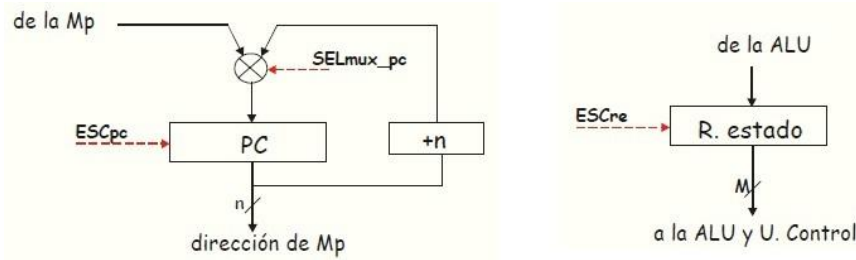 de la Mp
SELmux_pc
ESCpc
PC
+n
n
dirección de Mp
de la ALU
ESCre
R. estado
M
a la ALU y U. Control